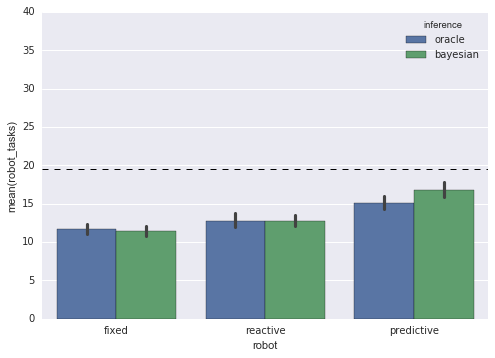 40
35
30
25
20
15
10
5
0
mean(robot_tasks)
inference
oracle
bayesian
fixed
reactive
predictive
robot